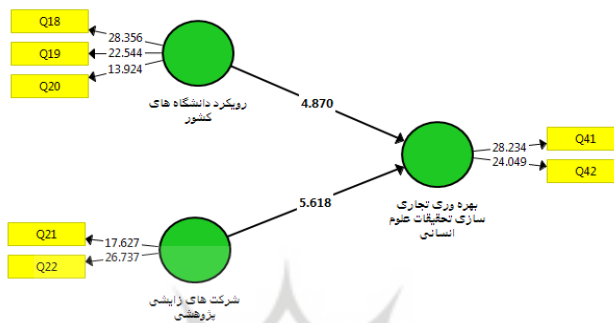 Q18
28.356
Q19
22.544
Q20
13.924
رویکرد دانشگاه های
کشور
4.870
Q41
28.234
Q42
24.049
بهره وری تجاری
سازی تحقیقات علوم
انسانی
5.618
Q21
17.627
Q22
26.737
شرکت های زایشی
پژوهشی